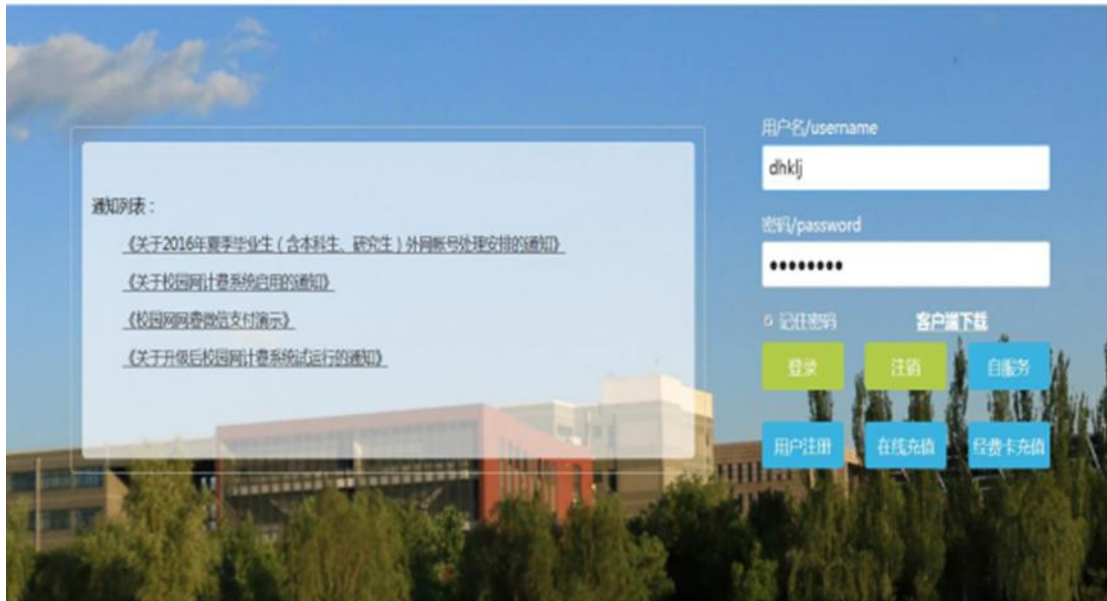 通知列表：
《关于2016年夏季毕业生（含本科生、研究生）外网帐号处理安排的通知》
《关于校园网计费系统启用的通知》
《校园网网费微信支付演示》
《关于升级后校园网计费系统试运行的通知》
用户名/username
dhklj
密码/password
●●●●●●●●
记住密码 客户端下载
登录 注销 自服务
用户注册 在线充值 经费卡充值